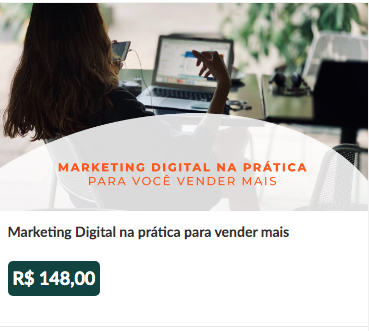 MARKETING DIGITAL NA PRÁTICA
PARA VOCÊ VENDER MAIS
Marketing Digital na prática para vender mais
R$ 148,00